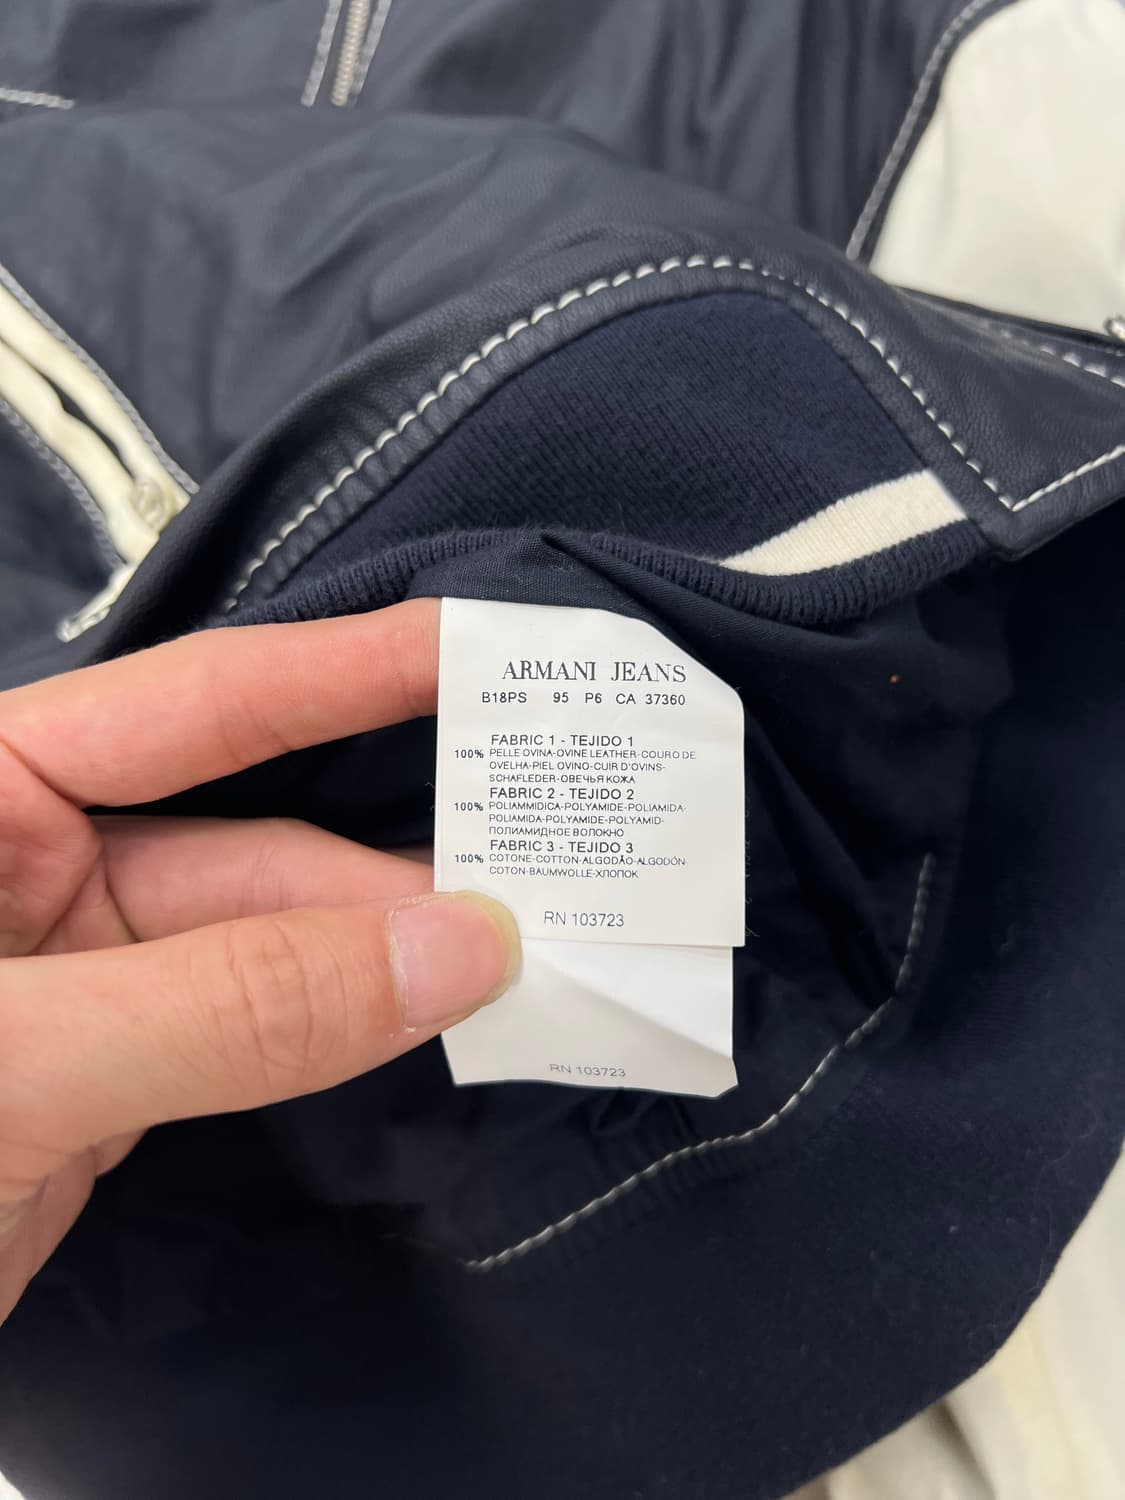 ARMANI JEANS
B18PS 95 P6 CA 37360
FABRIC 1 - TEJIDO 1
100% PELLE OVINA-OVINE LEATHER-COURO DE
OVELHA-PIEL OVINO-CUIR D'OVINS-
SCHAFLEDER-ОВЕЧЬЯ КОЖА
FABRIC 2 - TEJIDO 2
100% POLIAMMIDICA-POLYAMIDE-POLIAMIDA-
POLIAMIDA-POLYAMIDE-POLYAMID-
ПОЛИАМИДНОЕ ВОЛОКНО
FABRIC 3 - TEJIDO 3
100% COTONE-COTTON-ALGODÃO-ALGODÓN-
COTON-BAUMWOLLE-ХЛОПОК
RN 103723
RN 103723